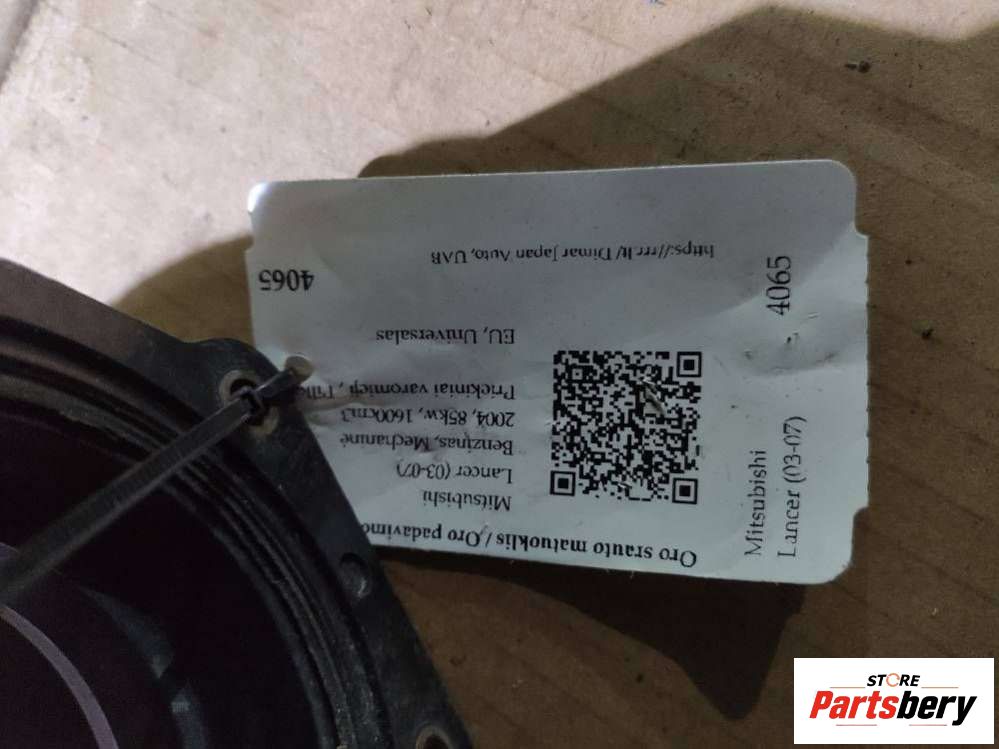 Oro srauto matuoklis / Oro padavimo
Mitsubishi
Lancer (03-07)
Benzinas, Mechaninė
2004, 85kw, 1600cm3
Priekiniai varomieji,
EU, Universalas
4065
https://rrr.lt/ Dimar Japan Auto, UAB
Mitsubishi
Lancer (03-07)
4065
STORE
Partsbery